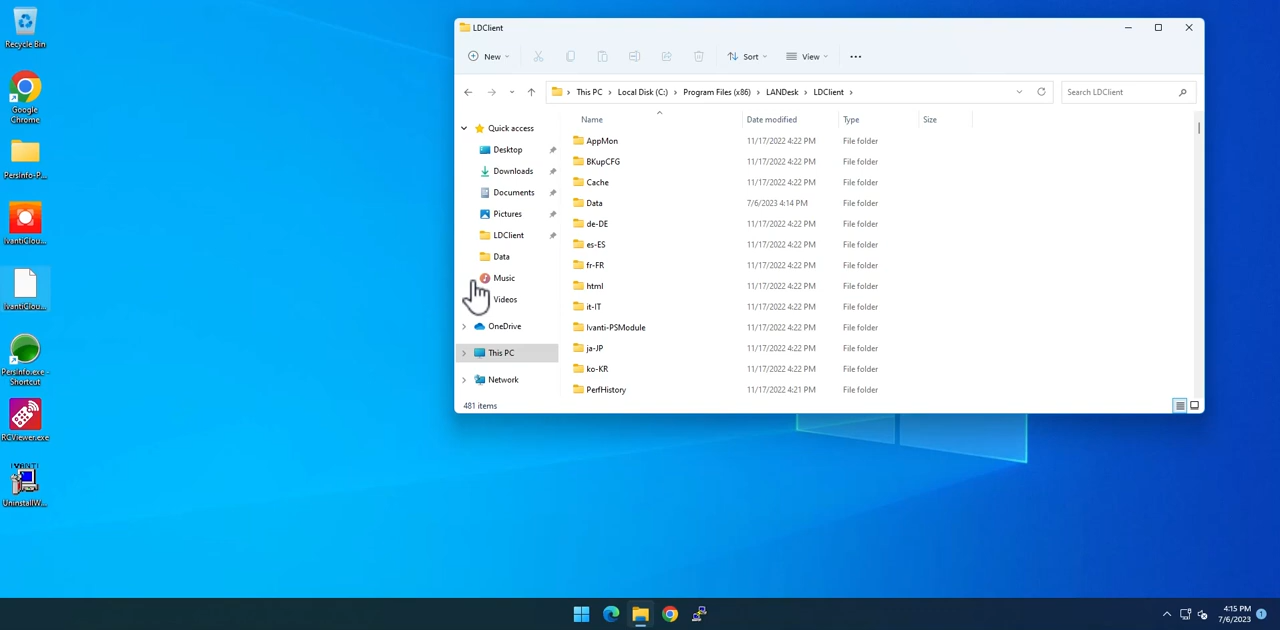 Recycle Bin
Google
Chrome
PersInfo-P...
IvantiClou...
IvantiClou...
PersInfo.exe -
Shortcut
RCViewer.exe
UninstallW...
LDClient
New
Sort
View
This PC > Local Disk (C:) > Program Files (x86) > LANDesk > LDClient >
Search LDClient
Quick access
Desktop
Downloads
Documents
Pictures
LDClient
Data
Music
Videos
OneDrive
This PC
Network
Name Date modified Type Size
AppMon 11/17/2022 4:22 PM File folder
BKupCFG 11/17/2022 4:22 PM File folder
Cache 11/17/2022 4:22 PM File folder
Data 7/6/2023 4:14 PM File folder
de-DE 11/17/2022 4:22 PM File folder
es-ES 11/17/2022 4:22 PM File folder
fr-FR 11/17/2022 4:22 PM File folder
html 11/17/2022 4:22 PM File folder
it-IT 11/17/2022 4:22 PM File folder
Ivanti-PSModule 11/17/2022 4:22 PM File folder
ja-JP 11/17/2022 4:22 PM File folder
ko-KR 11/17/2022 4:22 PM File folder
PerfHistory 11/17/2022 4:21 PM File folder
481 items
4:15 PM
7/6/2023
1